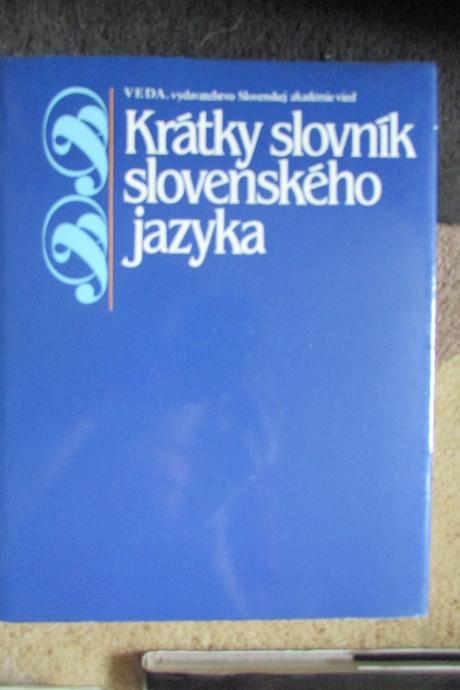 VEDA, vydavateľstvo Slovenskej akadémie vied
Krátky slovník
slovenského
jazyka